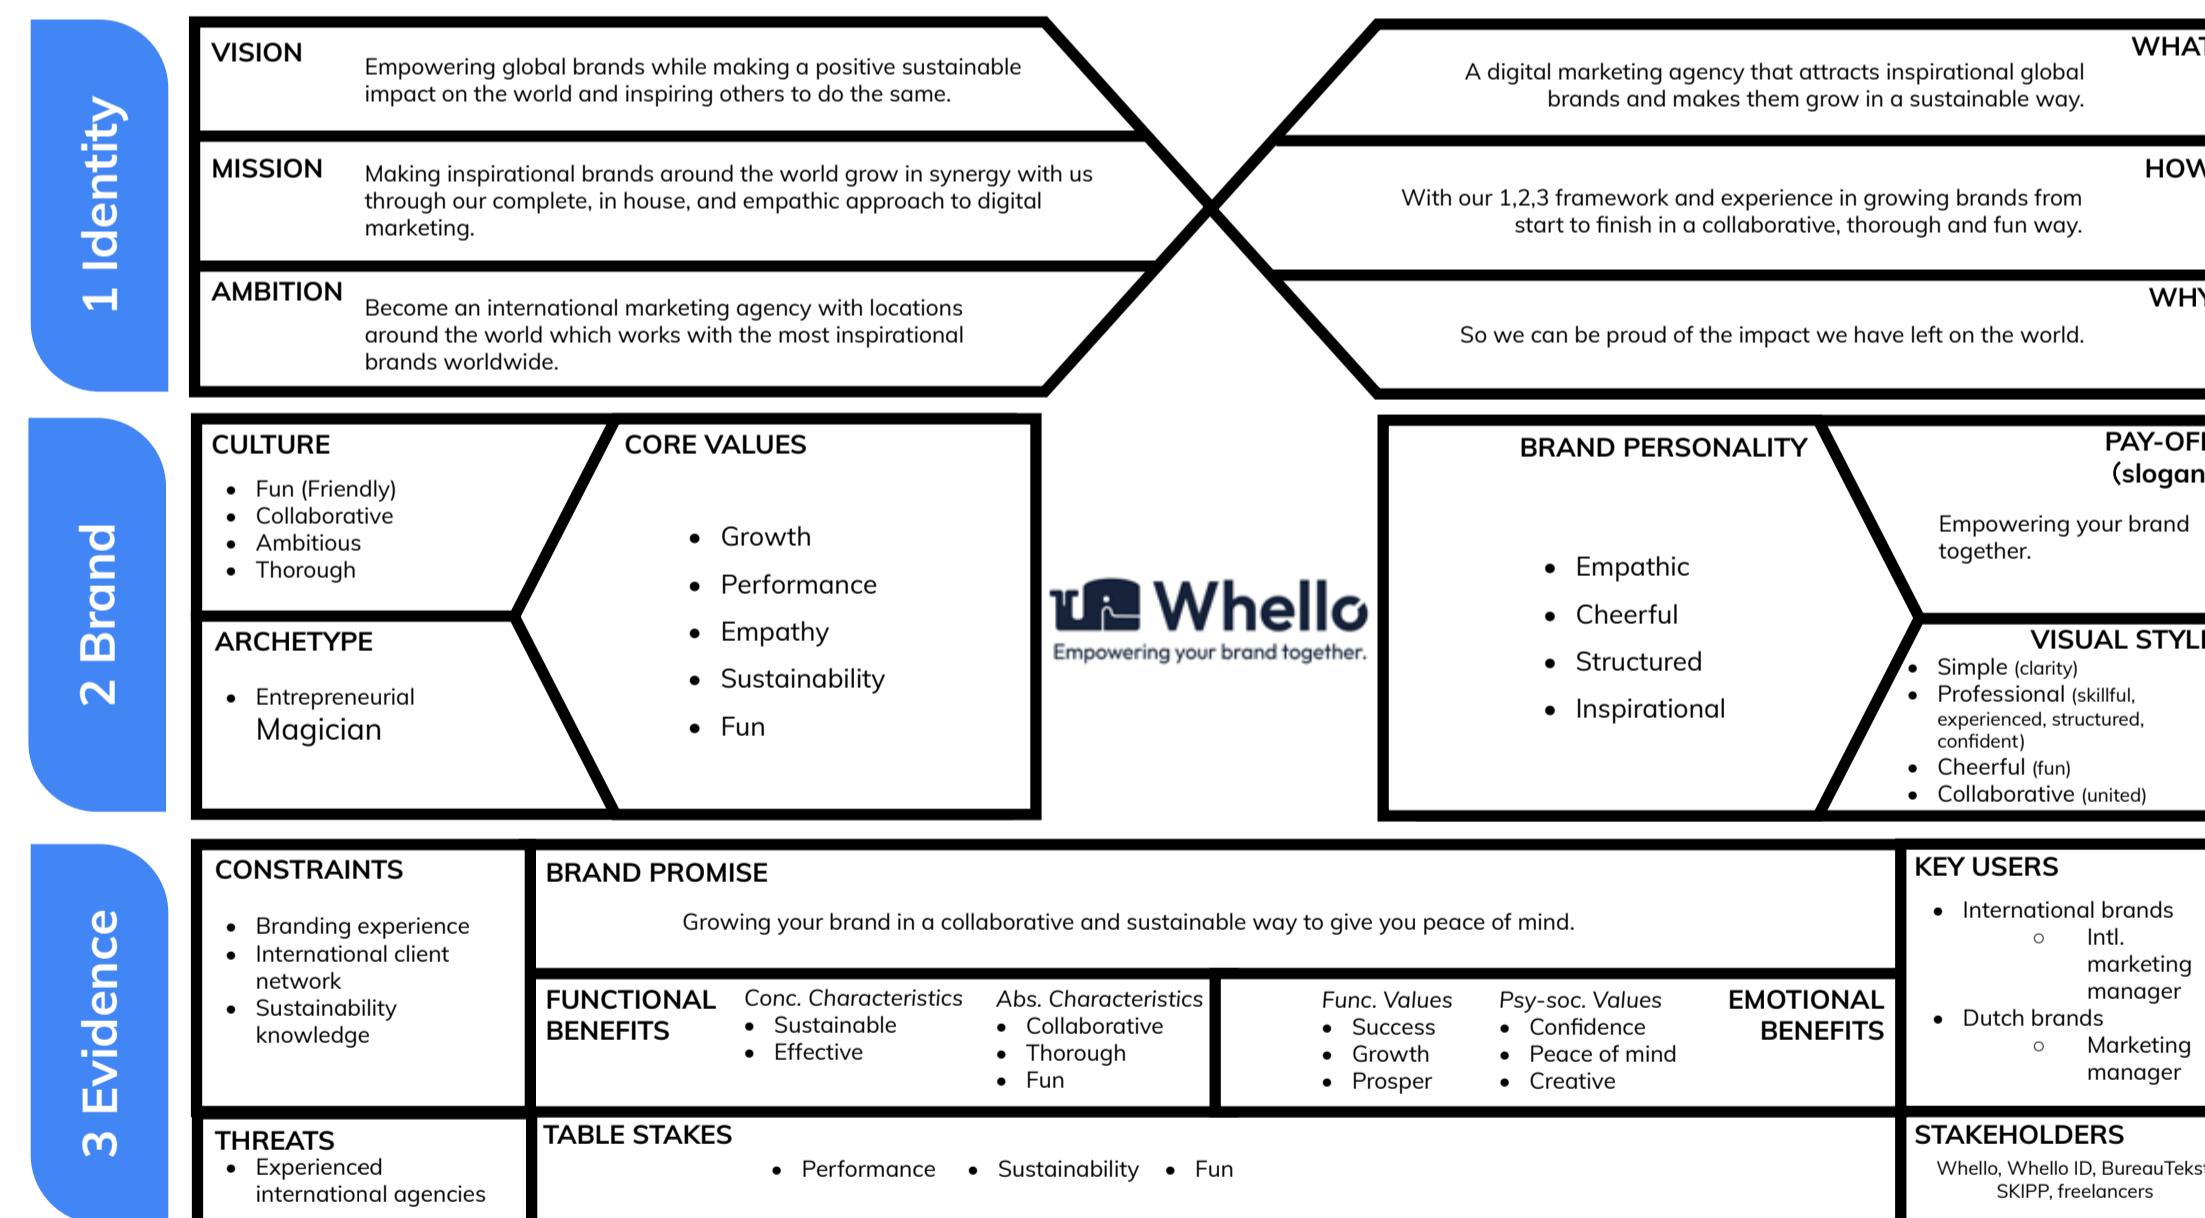 1 Identity
VISION
Empowering global brands while making a positive sustainable
impact on the world and inspiring others to do the same.
MISSION
Making inspirational brands around the world grow in synergy with us
through our complete, in house, and empathic approach to digital
marketing.
AMBITION
Become an international marketing agency with locations
around the world which works with the most inspirational
brands worldwide.
WHAT
A digital marketing agency that attracts inspirational global
brands and makes them grow in a sustainable way.
HOW
With our 1,2,3 framework and experience in growing brands from
start to finish in a collaborative, thorough and fun way.
WHY
So we can be proud of the impact we have left on the world.
2 Brand
CULTURE
• Fun (Friendly)
• Collaborative
• Ambitious
• Thorough
ARCHETYPE
• Entrepreneurial
Magician
CORE VALUES
• Growth
• Performance
• Empathy
• Sustainability
• Fun
Whello
Empowering your brand together.
BRAND PERSONALITY
• Empathic
• Cheerful
• Structured
• Inspirational
PAY-OF
(slogan
Empowering your brand
together.
VISUAL STYL
• Simple (clarity)
• Professional (skillful,
experienced, structured,
confident)
• Cheerful (fun)
• Collaborative (united)
3 Evidence
CONSTRAINTS
• Branding experience
• International client
network
• Sustainability
knowledge
BRAND PROMISE
Growing your brand in a collaborative and sustainable way to give you peace of mind.
FUNCTIONAL
BENEFITS
Conc. Characteristics
• Sustainable
• Effective
Abs. Characteristics
• Collaborative
• Thorough
• Fun
Func. Values
• Success
• Growth
• Prosper
Psy-soc. Values
• Confidence
• Peace of mind
• Creative
EMOTIONAL
BENEFITS
KEY USERS
• International brands
○ Intl.
marketing
manager
• Dutch brands
○ Marketing
manager
THREATS
• Experienced
international agencies
TABLE STAKES
• Performance • Sustainability • Fun
STAKEHOLDERS
Whello, Whello ID, BureauTekst
SKIPP, freelancers